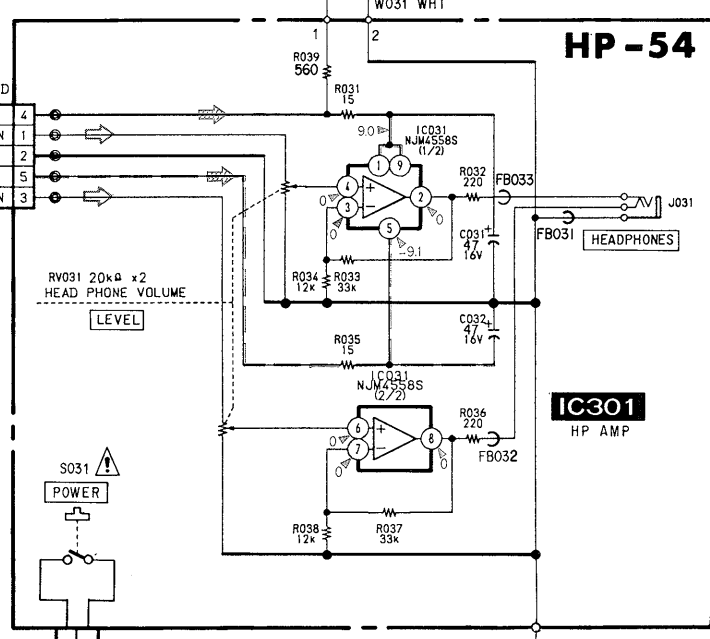 W031 WHT
1
2
HP-54
R039
560
R031
15
D
4
N 1
2
5
N 3
9.0
IC031
NJM4558S
(1/2)
1
9
4
+
3
-
2
5
0
0
0
-9.1
R032
220
FB033
J031
FB031
HEADPHONES
C031
+
47
16V
R034
12k
R033
33k
RV031 20kΩ x2
HEAD PHONE VOLUME
LEVEL
R035
15
C032
+
47
16V
IC031
NJM4558S
(2/2)
6
+
7
-
8
0
0
0
R036
220
FB032
IC301
HP AMP
S031
!
POWER
R038
12k
R037
33k